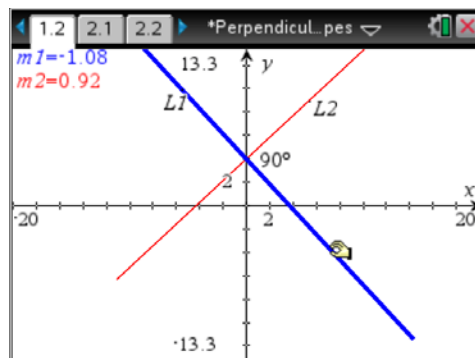 1.2 2.1 2.2 *Perpendicul...pes
m1=-1.08
m2=0.92
13.3
y
L1
L2
90°
2
x
-20
2
20
-13.3